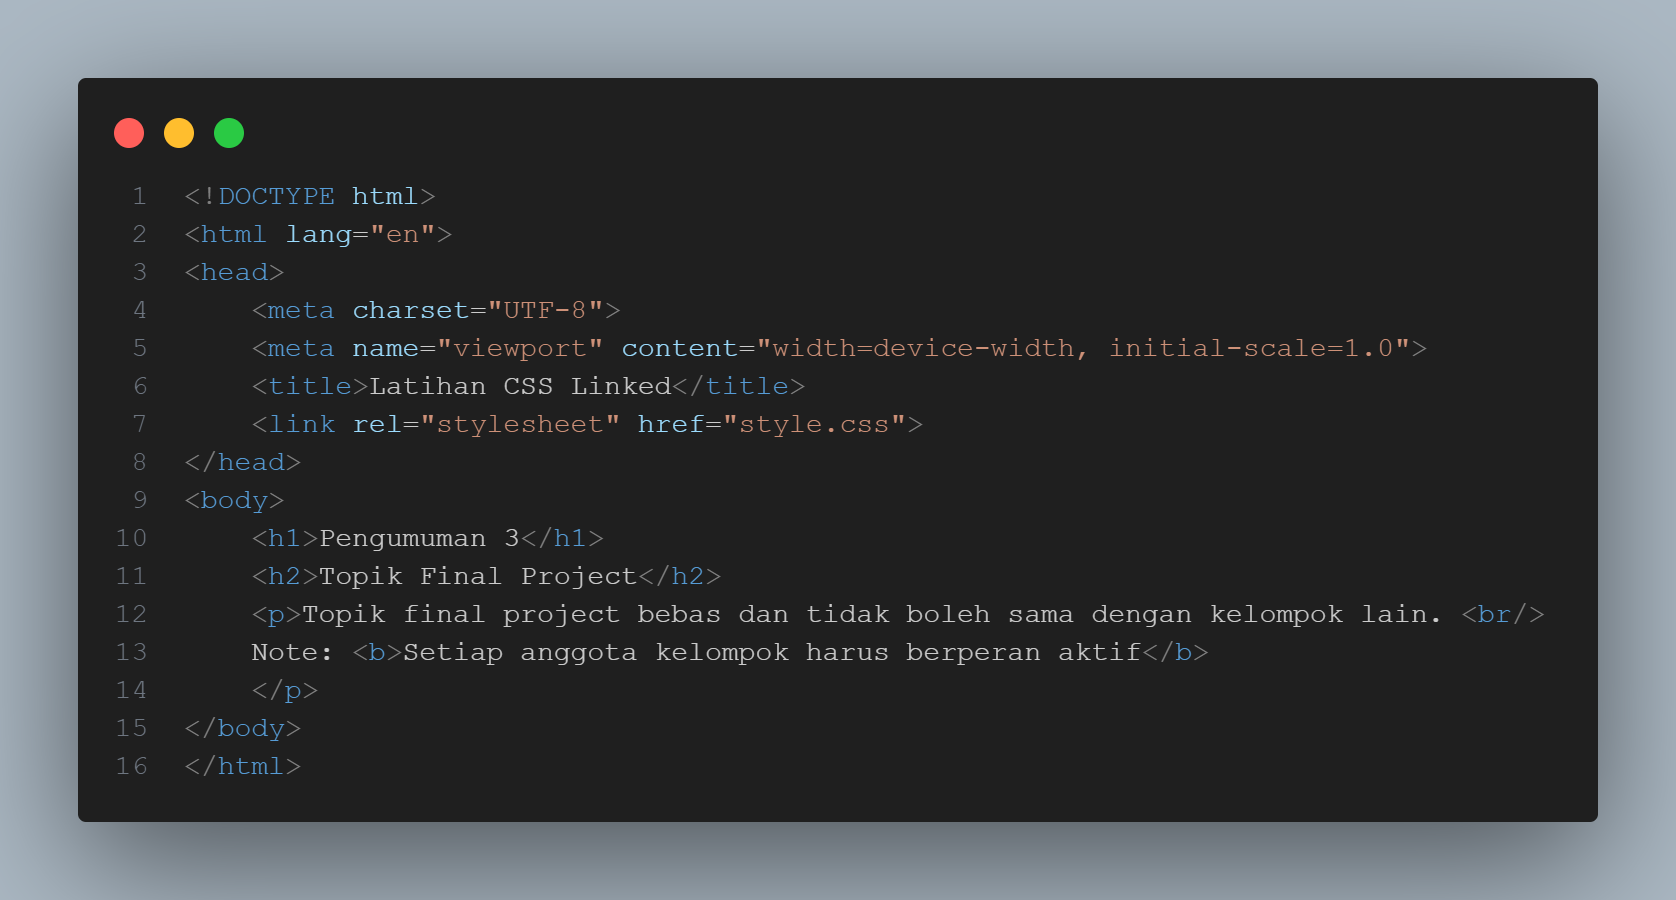 1 <!DOCTYPE html>
2 <html lang="en">
3 <head>
4     <meta charset="UTF-8">
5     <meta name="viewport" content="width=device-width, initial-scale=1.0">
6     <title>Latihan CSS Linked</title>
7     <link rel="stylesheet" href="style.css">
8 </head>
9 <body>
10     <h1>Pengumuman 3</h1>
11     <h2>Topik Final Project</h2>
12     <p>Topik final project bebas dan tidak boleh sama dengan kelompok lain. <br/>
13     Note: <b>Setiap anggota kelompok harus berperan aktif</b>
14     </p>
15 </body>
16 </html>